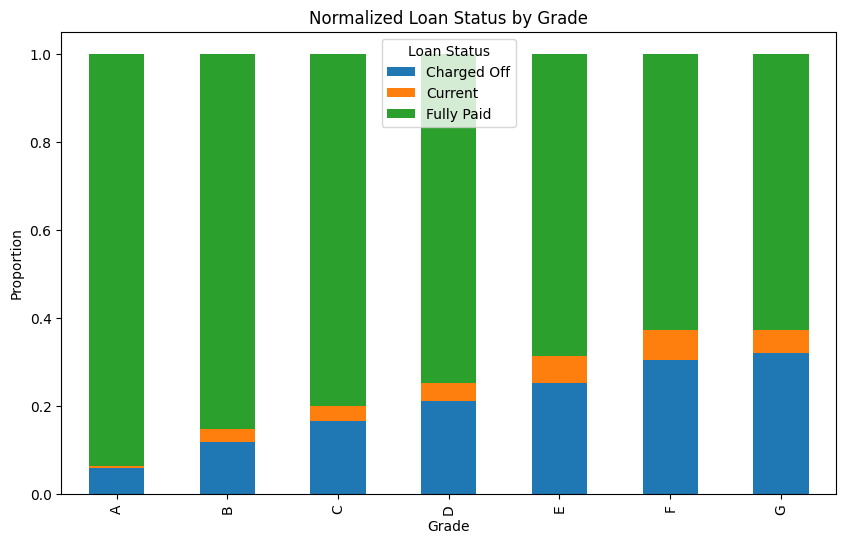 Normalized Loan Status by Grade
Loan Status
Charged Off
Current
Fully Paid
Proportion
1.0
0.8
0.6
0.4
0.2
0.0
A B C D E F G
Grade